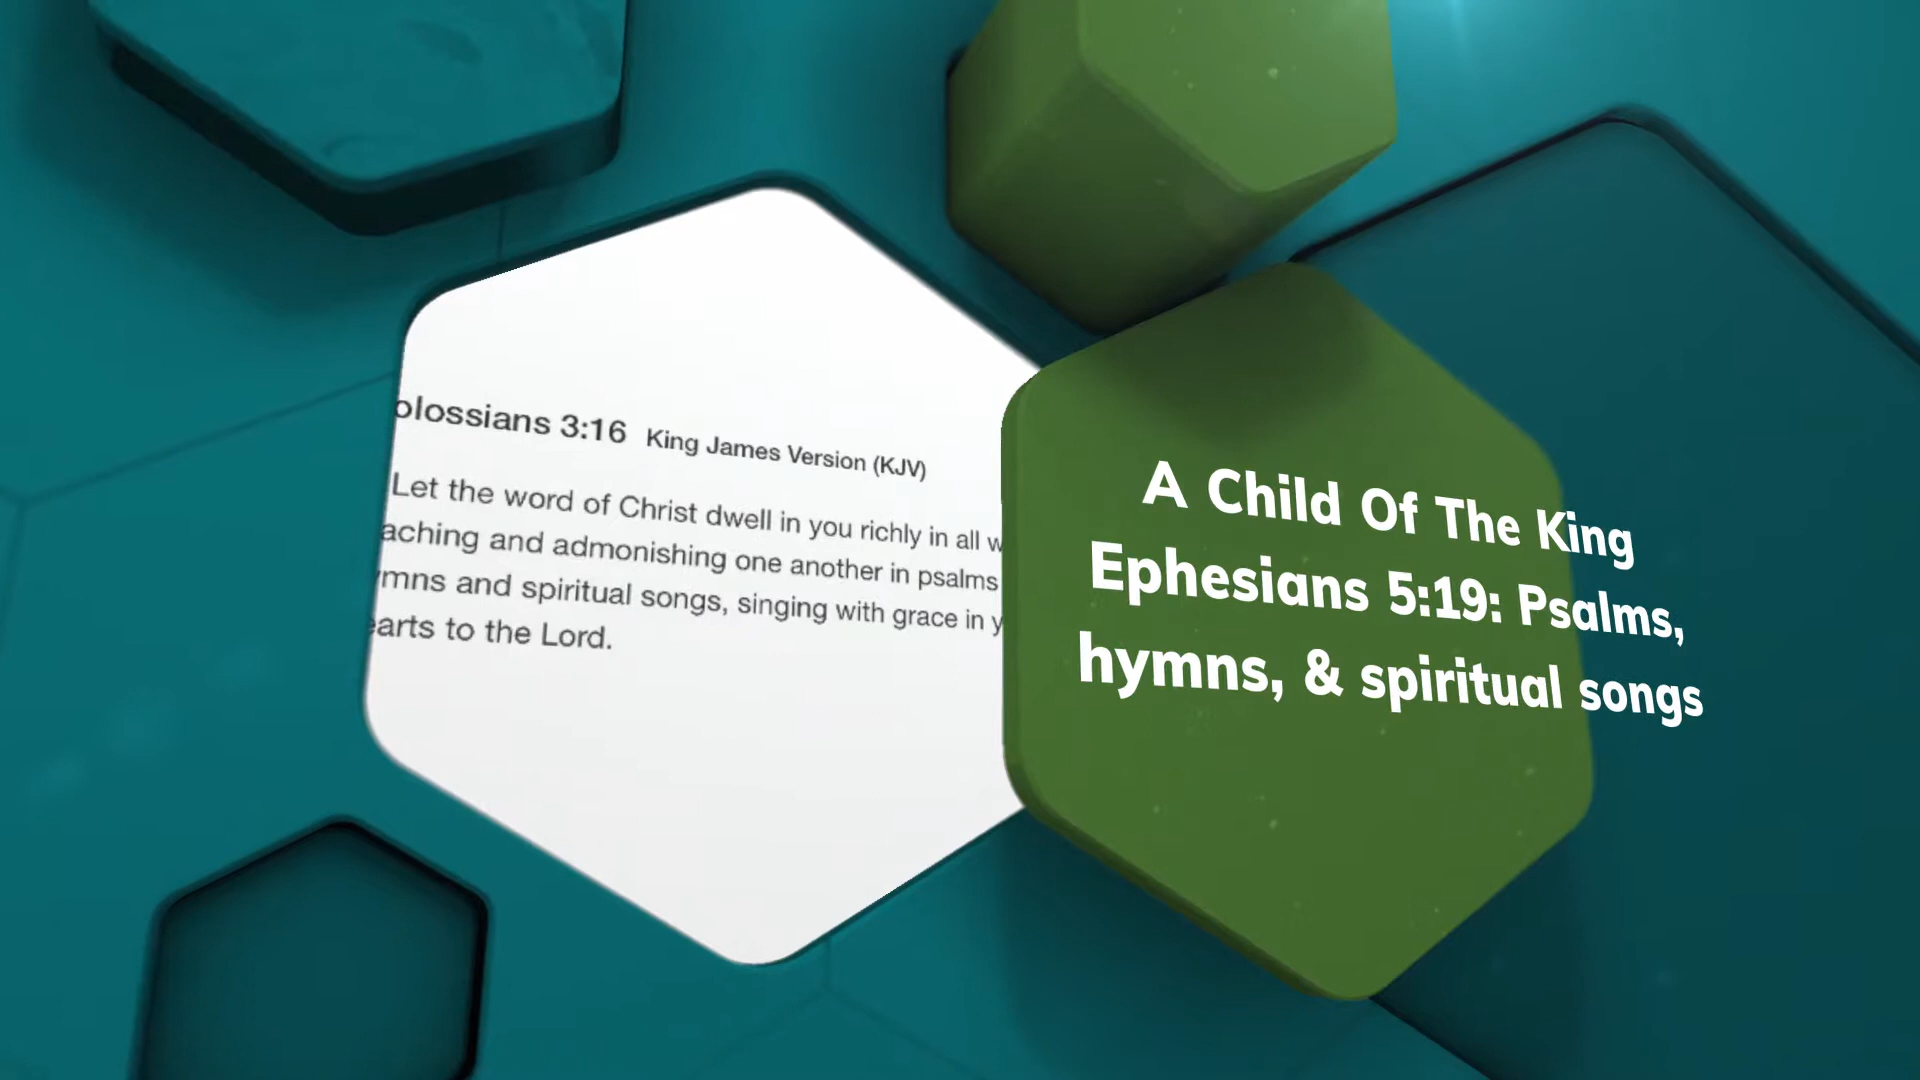 olossians 3:16 King James Version (KJV)
Let the word of Christ dwell in you richly in all w
aching and admonishing one another in psalms
ymns and spiritual songs, singing with grace in y
earts to the Lord.
A Child Of The King
Ephesians 5:19: Psalms,
hymns, & spiritual songs